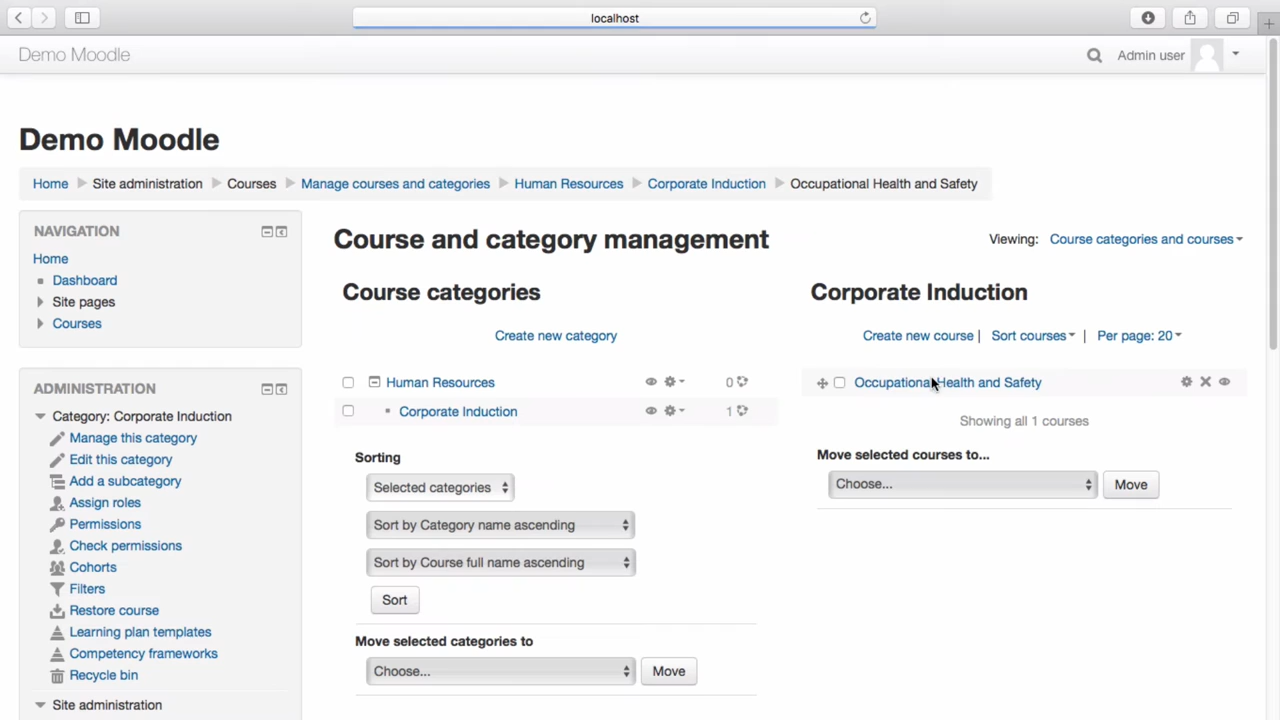 localhost
Demo Moodle
Admin user
Demo Moodle
Home Site administration Courses Manage courses and categories Human Resources Corporate Induction Occupational Health and Safety
NAVIGATION
Home
Dashboard
Site pages
Courses
ADMINISTRATION
Category: Corporate Induction
Manage this category
Edit this category
Add a subcategory
Assign roles
Permissions
Check permissions
Cohorts
Filters
Restore course
Learning plan templates
Competency frameworks
Recycle bin
Site administration
Course and category management
Viewing: Course categories and courses
Course categories
Create new category
Human Resources 0
Corporate Induction 1
Sorting
Selected categories
Sort by Category name ascending
Sort by Course full name ascending
Sort
Move selected categories to
Choose... Move
Corporate Induction
Create new course | Sort courses | Per page: 20
Occupational Health and Safety
Showing all 1 courses
Move selected courses to...
Choose... Move